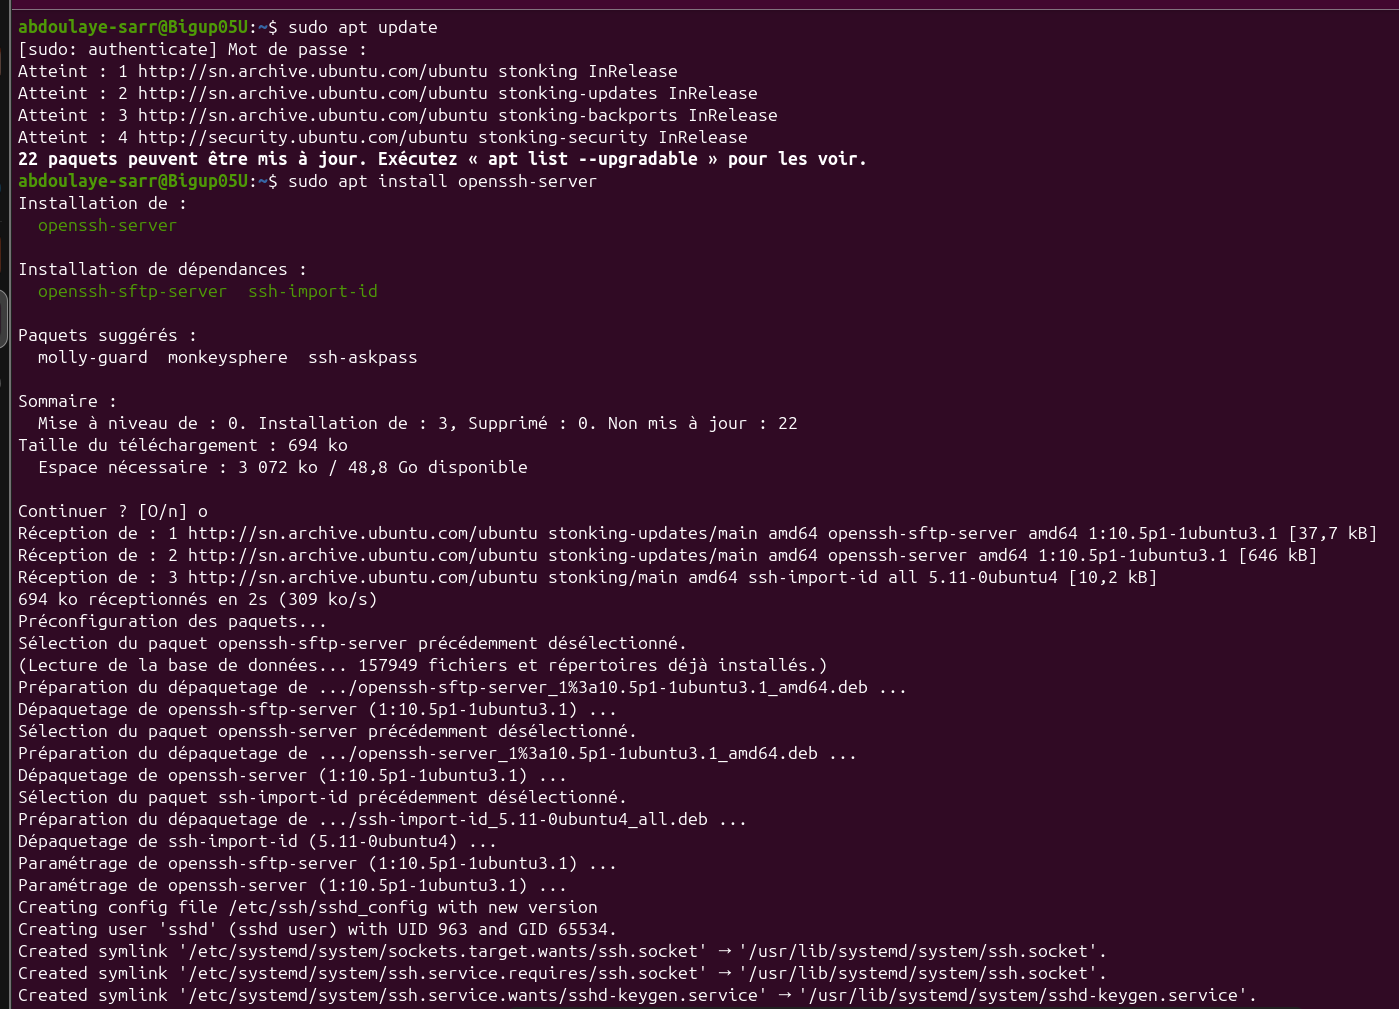 abdoulaye-sarr@Bigup05U:~$ sudo apt update
[sudo: authenticate] Mot de passe :
Atteint : 1 http://sn.archive.ubuntu.com/ubuntu stonking InRelease
Atteint : 2 http://sn.archive.ubuntu.com/ubuntu stonking-updates InRelease
Atteint : 3 http://sn.archive.ubuntu.com/ubuntu stonking-backports InRelease
Atteint : 4 http://security.ubuntu.com/ubuntu stonking-security InRelease
22 paquets peuvent être mis à jour. Exécutez « apt list --upgradable » pour les voir.
abdoulaye-sarr@Bigup05U:~$ sudo apt install openssh-server
Installation de :
  openssh-server

Installation de dépendances :
  openssh-sftp-server  ssh-import-id

Paquets suggérés :
  molly-guard  monkeysphere  ssh-askpass

Sommaire :
  Mise à niveau de : 0. Installation de : 3, Supprimé : 0. Non mis à jour : 22
Taille du téléchargement : 694 ko
  Espace nécessaire : 3 072 ko / 48,8 Go disponible

Continuer ? [O/n] o
Réception de : 1 http://sn.archive.ubuntu.com/ubuntu stonking-updates/main amd64 openssh-sftp-server amd64 1:10.5p1-1ubuntu3.1 [37,7 kB]
Réception de : 2 http://sn.archive.ubuntu.com/ubuntu stonking-updates/main amd64 openssh-server amd64 1:10.5p1-1ubuntu3.1 [646 kB]
Réception de : 3 http://sn.archive.ubuntu.com/ubuntu stonking/main amd64 ssh-import-id all 5.11-0ubuntu4 [10,2 kB]
694 ko réceptionnés en 2s (309 ko/s)
Préconfiguration des paquets...
Sélection du paquet openssh-sftp-server précédemment désélectionné.
(Lecture de la base de données... 157949 fichiers et répertoires déjà installés.)
Préparation du dépaquetage de .../openssh-sftp-server_1%3a10.5p1-1ubuntu3.1_amd64.deb ...
Dépaquetage de openssh-sftp-server (1:10.5p1-1ubuntu3.1) ...
Sélection du paquet openssh-server précédemment désélectionné.
Préparation du dépaquetage de .../openssh-server_1%3a10.5p1-1ubuntu3.1_amd64.deb ...
Dépaquetage de openssh-server (1:10.5p1-1ubuntu3.1) ...
Sélection du paquet ssh-import-id précédemment désélectionné.
Préparation du dépaquetage de .../ssh-import-id_5.11-0ubuntu4_all.deb ...
Dépaquetage de ssh-import-id (5.11-0ubuntu4) ...
Paramétrage de openssh-sftp-server (1:10.5p1-1ubuntu3.1) ...
Paramétrage de openssh-server (1:10.5p1-1ubuntu3.1) ...
Creating config file /etc/ssh/sshd_config with new version
Creating user 'sshd' (sshd user) with UID 963 and GID 65534.
Created symlink '/etc/systemd/system/sockets.target.wants/ssh.socket' → '/usr/lib/systemd/system/ssh.socket'.
Created symlink '/etc/systemd/system/ssh.service.requires/ssh.socket' → '/usr/lib/systemd/system/ssh.socket'.
Created symlink '/etc/systemd/system/ssh.service.wants/sshd-keygen.service' → '/usr/lib/systemd/system/sshd-keygen.service'.